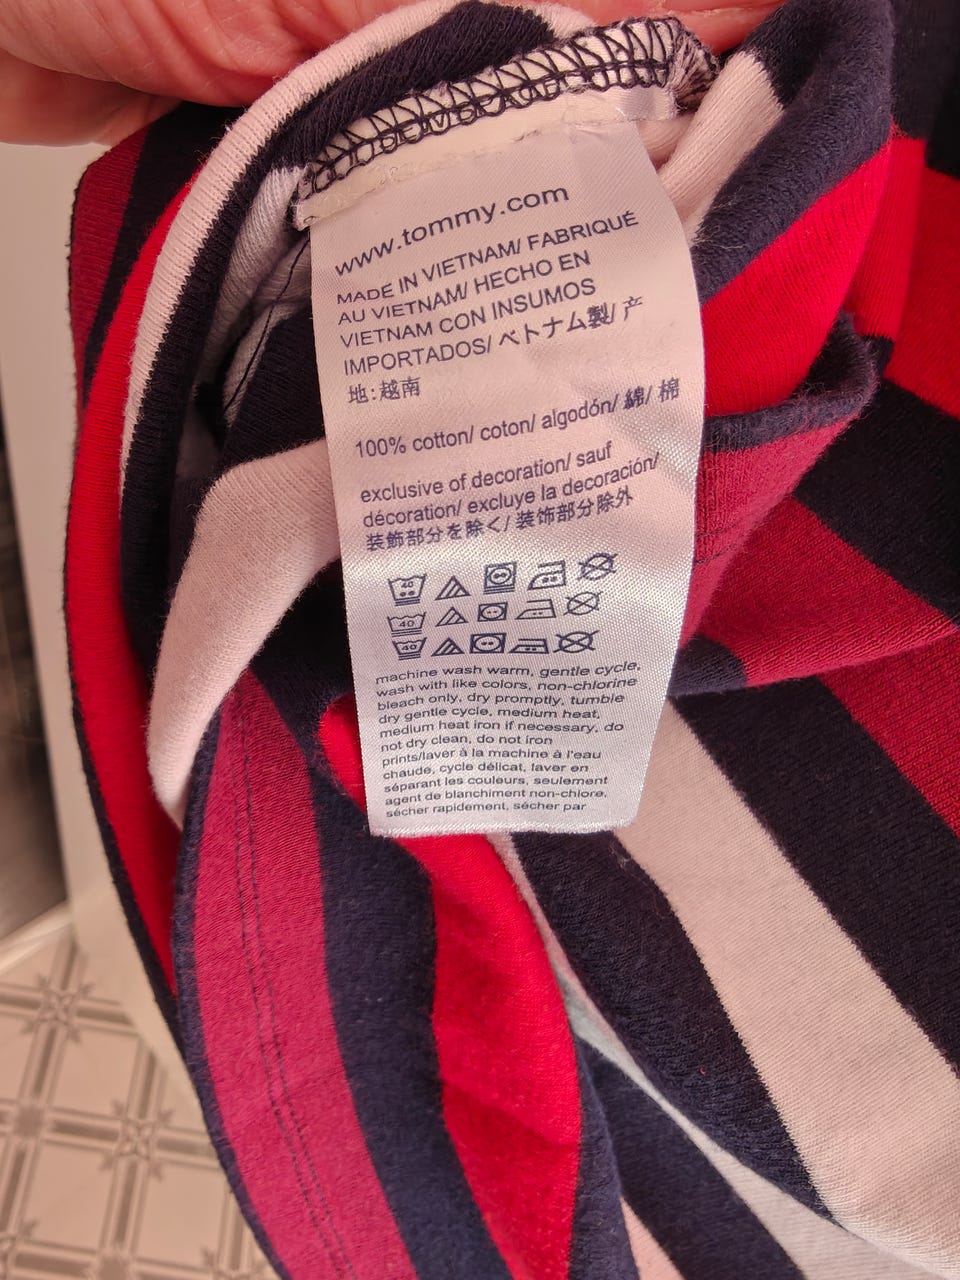 www.tommy.com
MADE IN VIETNAM/ FABRIQUÉ
AU VIETNAM/ HECHO EN
VIETNAM CON INSUMOS
IMPORTADOS/ ベトナム製/ 产
地:越南
100% cotton/ coton/ algodón/ 綿/ 棉
exclusive of decoration/ sauf
décoration/ excluye la decoración/
装飾部分を除く/ 装饰部分除外
40
40
40
machine wash warm, gentle cycle,
wash with like colors, non-chlorine
bleach only, dry promptly, tumble
dry gentle cycle, medium heat,
medium heat iron if necessary, do
not dry clean, do not iron
prints/laver à la machine à l'eau
chaude, cycle délicat, laver en
séparant les couleurs, seulement
agent de blanchiment non-chlore,
sécher rapidement, sécher par